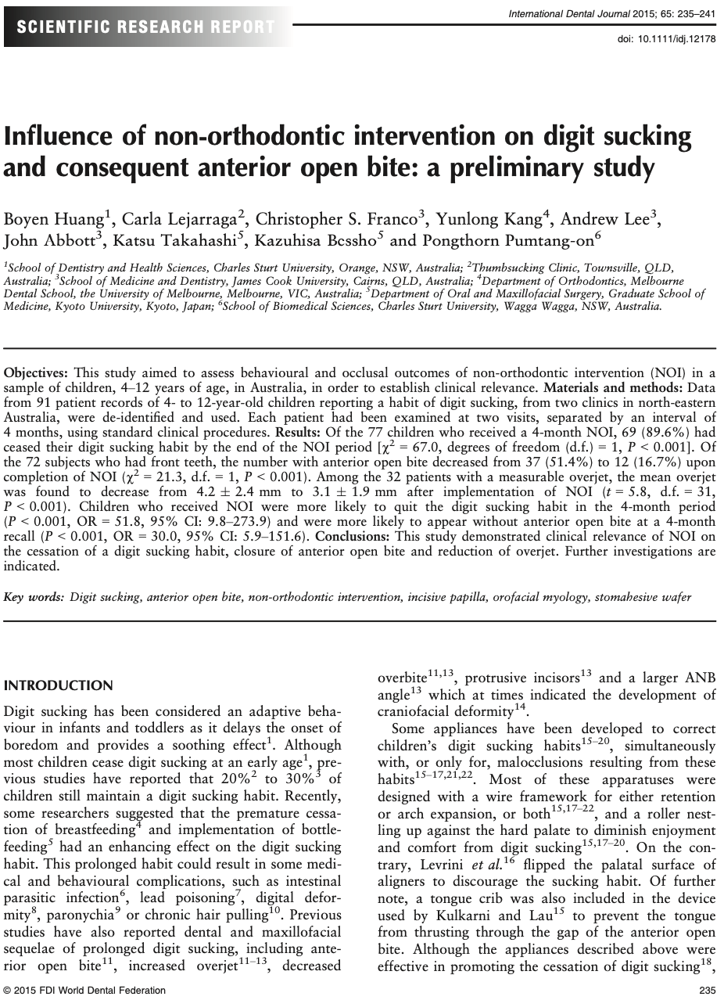 SCIENTIFIC RESEARCH REPORT
International Dental Journal 2015; 65: 235–241
doi: 10.1111/idj.12178
Influence of non-orthodontic intervention on digit sucking
and consequent anterior open bite: a preliminary study
Boyen Huang1, Carla Lejarraga2, Christopher S. Franco3, Yunlong Kang4, Andrew Lee3,
John Abbott3, Katsu Takahashi5, Kazuhisa Bessho5 and Pongthorn Pumtang-on6
1School of Dentistry and Health Sciences, Charles Sturt University, Orange, NSW, Australia; 2Thumbsucking Clinic, Townsville, QLD,
Australia; 3School of Medicine and Dentistry, James Cook University, Cairns, QLD, Australia; 4Department of Orthodontics, Melbourne
Dental School, the University of Melbourne, Melbourne, VIC, Australia; 5Department of Oral and Maxillofacial Surgery, Graduate School of
Medicine, Kyoto University, Kyoto, Japan; 6School of Biomedical Sciences, Charles Sturt University, Wagga Wagga, NSW, Australia.
Objectives: This study aimed to assess behavioural and occlusal outcomes of non-orthodontic intervention (NOI) in a
sample of children, 4–12 years of age, in Australia, in order to establish clinical relevance. Materials and methods: Data
from 91 patient records of 4- to 12-year-old children reporting a habit of digit sucking, from two clinics in north-eastern
Australia, were de-identified and used. Each patient had been examined at two visits, separated by an interval of
4 months, using standard clinical procedures. Results: Of the 77 children who received a 4-month NOI, 69 (89.6%) had
ceased their digit sucking habit by the end of the NOI period [χ2 = 67.0, degrees of freedom (d.f.) = 1, P < 0.001]. Of
the 72 subjects who had front teeth, the number with anterior open bite decreased from 37 (51.4%) to 12 (16.7%) upon
completion of NOI (χ2 = 21.3, d.f. = 1, P < 0.001). Among the 32 patients with a measurable overjet, the mean overjet
was found to decrease from 4.2 ± 2.4 mm to 3.1 ± 1.9 mm after implementation of NOI (t = 5.8, d.f. = 31,
P < 0.001). Children who received NOI were more likely to quit the digit sucking habit in the 4-month period
(P < 0.001, OR = 51.8, 95% CI: 9.8–273.9) and were more likely to appear without anterior open bite at a 4-month
recall (P < 0.001, OR = 30.0, 95% CI: 5.9–151.6). Conclusions: This study demonstrated clinical relevance of NOI on
the cessation of a digit sucking habit, closure of anterior open bite and reduction of overjet. Further investigations are
indicated.
Key words: Digit sucking, anterior open bite, non-orthodontic intervention, incisive papilla, orofacial myology, stomahesive wafer
INTRODUCTION
Digit sucking has been considered an adaptive beha-
viour in infants and toddlers as it delays the onset of
boredom and provides a soothing effect1. Although
most children cease digit sucking at an early age1, pre-
vious studies have reported that 20%2 to 30%3 of
children still maintain a digit sucking habit. Recently,
some researchers suggested that the premature cessa-
tion of breastfeeding4 and implementation of bottle-
feeding5 had an enhancing effect on the digit sucking
habit. This prolonged habit could result in some medi-
cal and behavioural complications, such as intestinal
parasitic infection6, lead poisoning7, digital defor-
mity8, paronychia9 or chronic hair pulling10. Previous
studies have also reported dental and maxillofacial
sequelae of prolonged digit sucking, including ante-
rior open bite11, increased overjet11–13, decreased
overbite11,13, protrusive incisors13 and a larger ANB
angle13 which at times indicated the development of
craniofacial deformity14.
Some appliances have been developed to correct
children's digit sucking habits15–20, simultaneously
with, or only for, malocclusions resulting from these
habits15–17,21,22. Most of these apparatuses were
designed with a wire framework for either retention
or arch expansion, or both15,17–22, and a roller nest-
ling up against the hard palate to diminish enjoyment
and comfort from digit sucking15,17–20. On the con-
trary, Levrini et al.16 flipped the palatal surface of
aligners to discourage the sucking habit. Of further
note, a tongue crib was also included in the device
used by Kulkarni and Lau15 to prevent the tongue
from thrusting through the gap of the anterior open
bite. Although the appliances described above were
effective in promoting the cessation of digit sucking18,
© 2015 FDI World Dental Federation
235